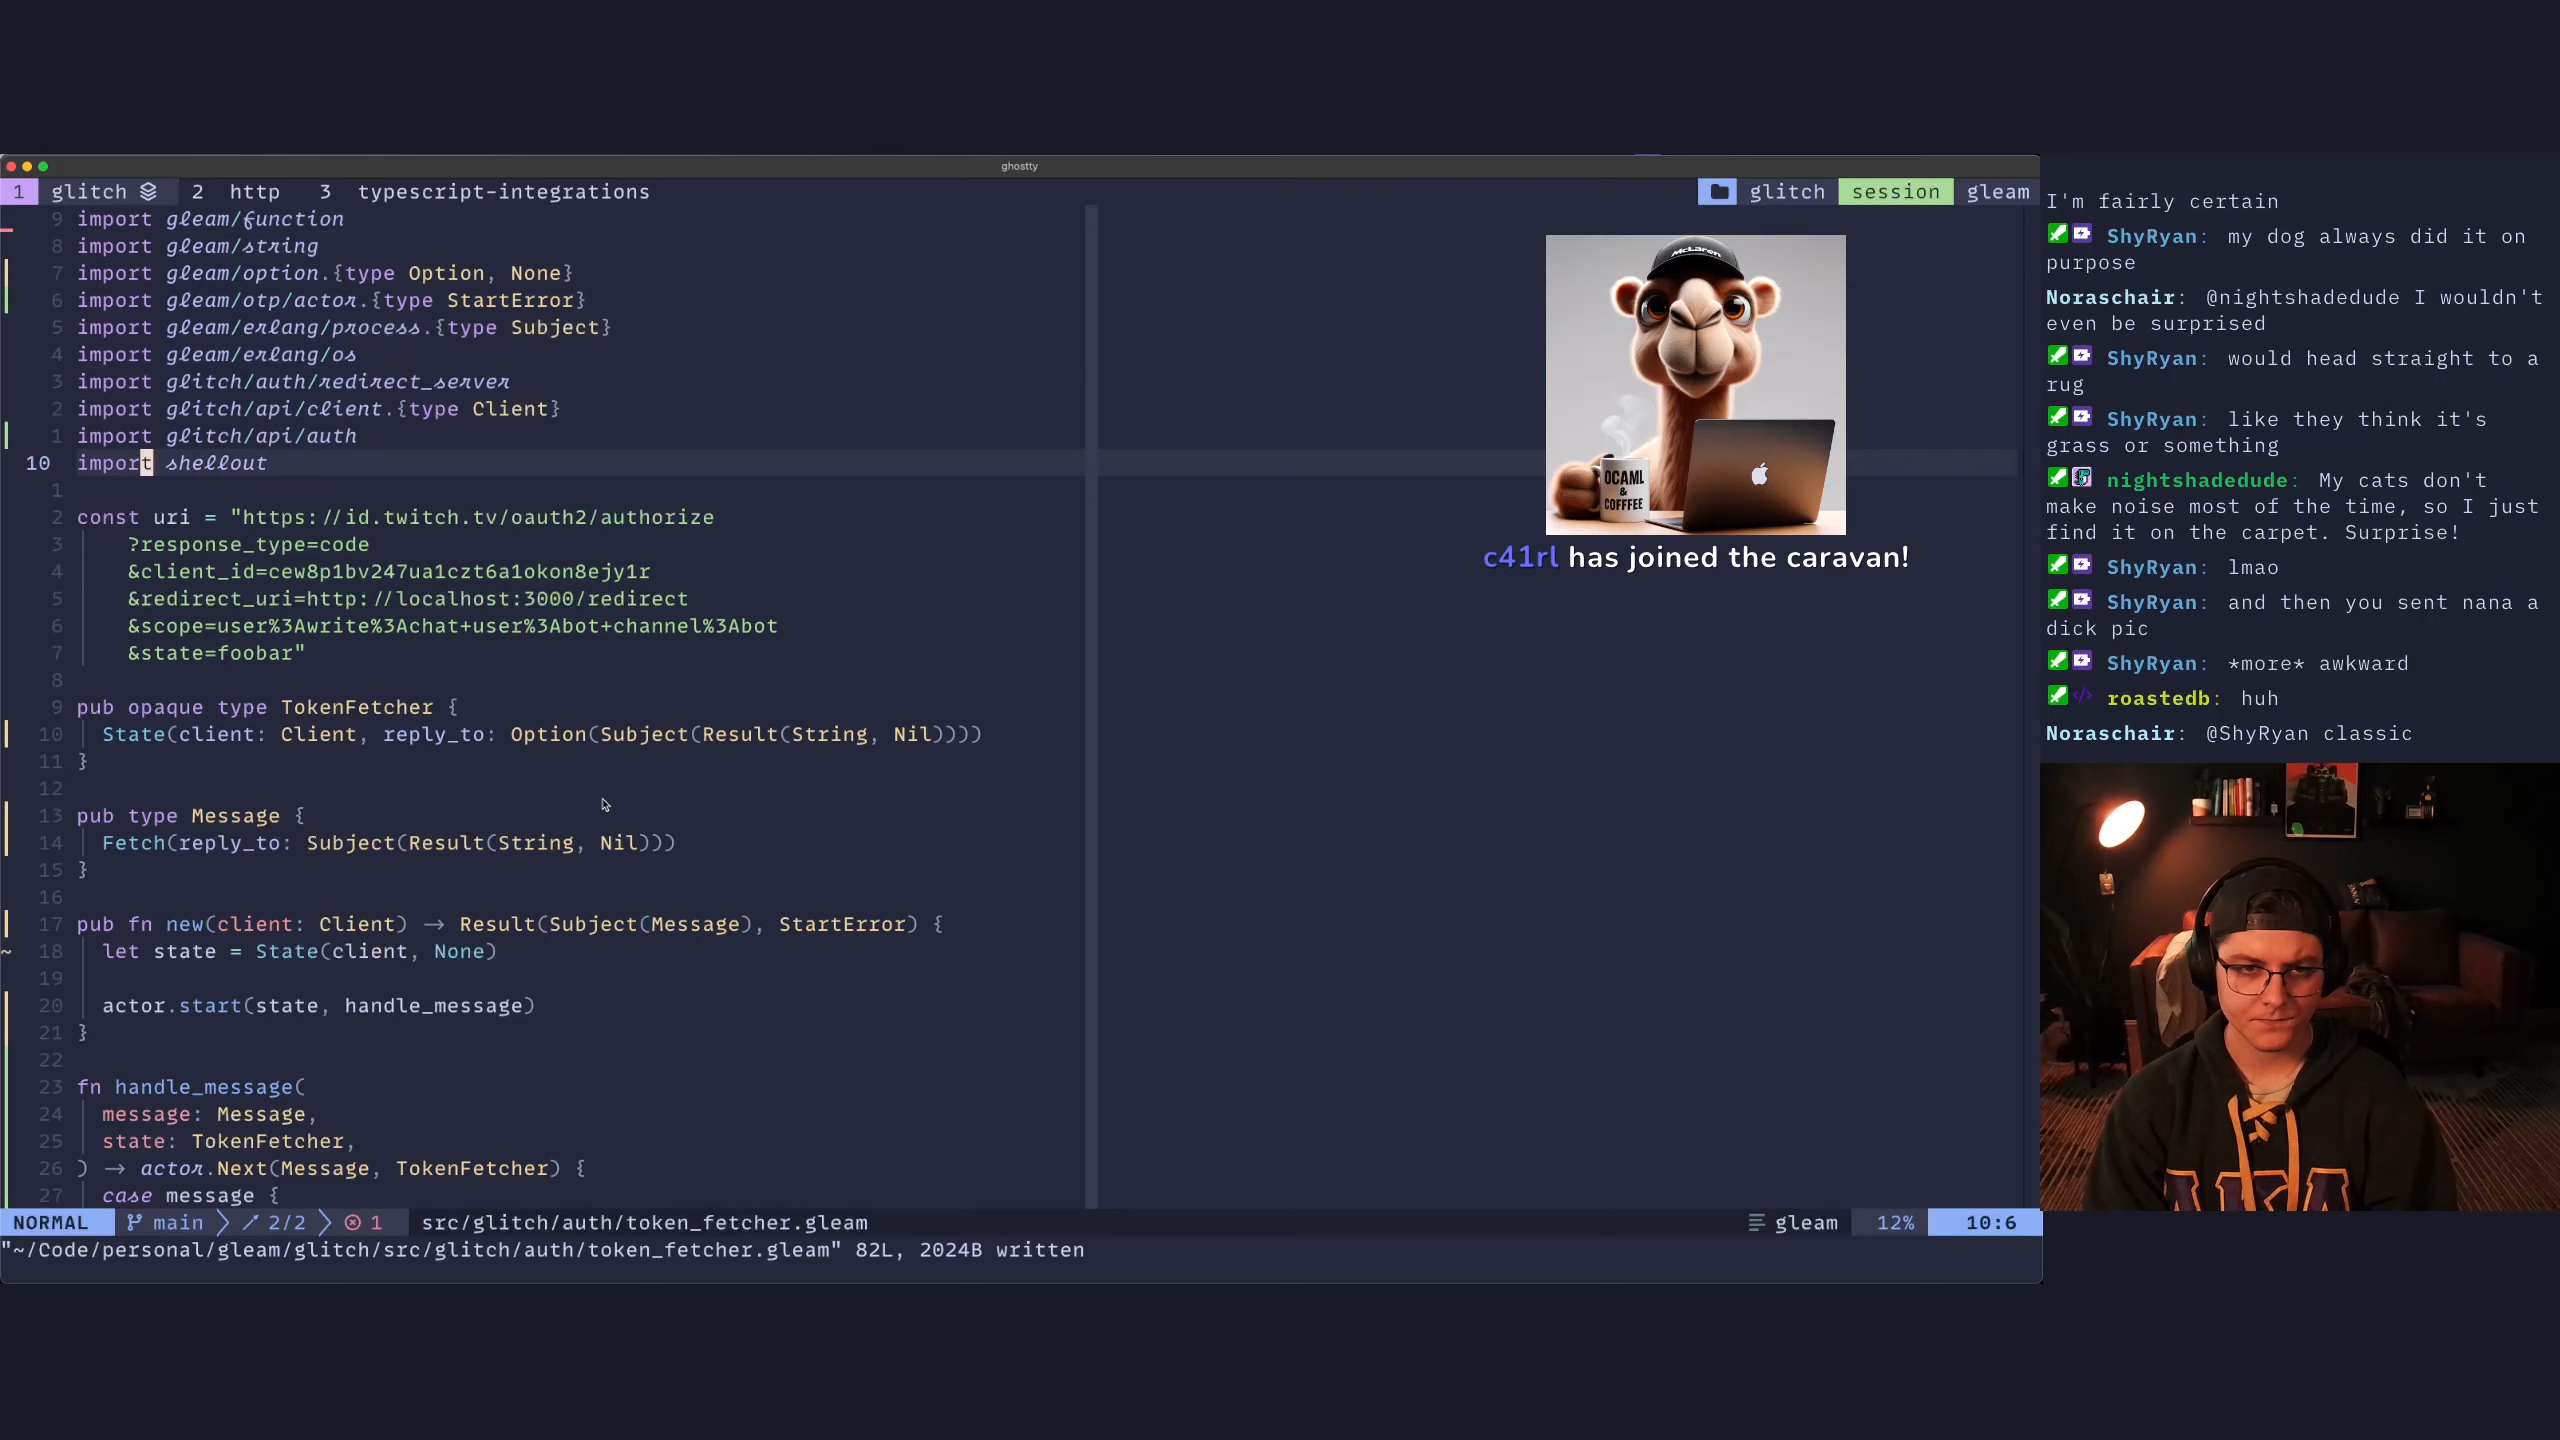 ghostty
1 glitch 2 http 3 typescript-integrations
glitch session gleam
9 import gleam/function
8 import gleam/string
7 import gleam/option.{type Option, None}
6 import gleam/otp/actor.{type StartError}
5 import gleam/erlang/process.{type Subject}
4 import gleam/erlang/os
3 import glitch/auth/redirect_server
2 import glitch/api/client.{type Client}
1 import glitch/api/auth
10 import shellout
1
2 const uri = "https://id.twitch.tv/oauth2/authorize
3 ?response_type=code
4 &client_id=cew8p1bv247ua1czt6a1okon8ejy1r
5 &redirect_uri=http://localhost:3000/redirect
6 &scope=user%3Awrite%3Achat+user%3Abot+channel%3Abot
7 &state=foobar"
8
9 pub opaque type TokenFetcher {
10 State(client: Client, reply_to: Option(Subject(Result(String, Nil))))
11 }
12
13 pub type Message {
14 Fetch(reply_to: Subject(Result(String, Nil)))
15 }
16
17 pub fn new(client: Client) -> Result(Subject(Message), StartError) {
~ 18 let state = State(client, None)
19
20 actor.start(state, handle_message)
21 }
22
23 fn handle_message(
24 message: Message,
25 state: TokenFetcher,
26 ) -> actor.Next(Message, TokenFetcher) {
27 case message {
NORMAL main 2/2 1 src/glitch/auth/token_fetcher.gleam gleam 12% 10:6
"~/Code/personal/gleam/glitch/src/glitch/auth/token_fetcher.gleam" 82L, 2024B written
McLaren
OCAML
&
COFFFEE
c41rl has joined the caravan!
I'm fairly certain
ShyRyan: my dog always did it on
purpose
Noraschair: @nightshadedude I wouldn't
even be surprised
ShyRyan: would head straight to a
rug
ShyRyan: like they think it's
grass or something
nightshadedude: My cats don't
make noise most of the time, so I just
find it on the carpet. Surprise!
ShyRyan: lmao
ShyRyan: and then you sent nana a
dick pic
ShyRyan: *more* awkward
roastedb: huh
Noraschair: @ShyRyan classic